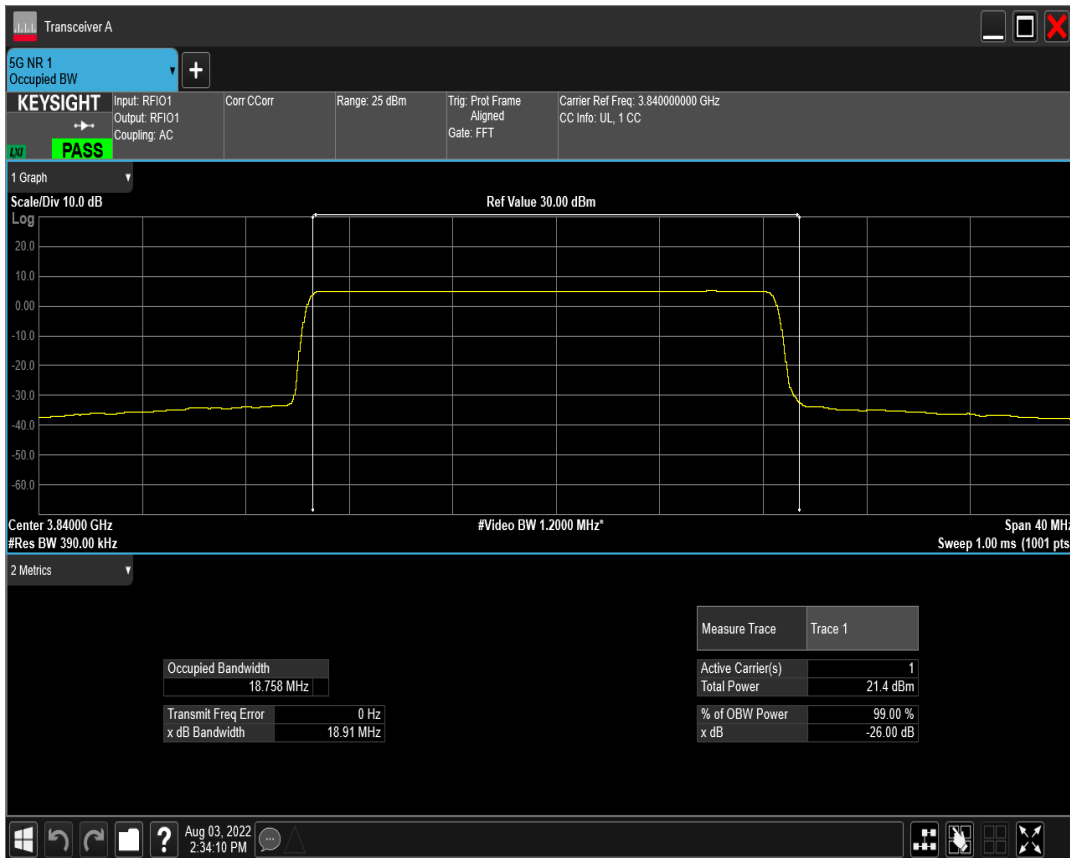 Transceiver A
5G NR 1
Occupied BW
KEYSIGHT
LXI
PASS
Input: RFIO1
Output: RFIO1
Coupling: AC
Corr CCorr
Range: 25 dBm
Trig: Prot Frame
Aligned
Gate: FFT
Carrier Ref Freq: 3.840000000 GHz
CC Info: UL, 1 CC
1 Graph
Scale/Div 10.0 dB
Ref Value 30.00 dBm
Log
20.0
10.0
0.00
-10.0
-20.0
-30.0
-40.0
-50.0
-60.0
Center 3.84000 GHz
#Video BW 1.2000 MHz*
Span 40 MHz
#Res BW 390.00 kHz
Sweep 1.00 ms (1001 pts
2 Metrics
Measure Trace Trace 1
Occupied Bandwidth
18.758 MHz
Active Carrier(s) 1
Total Power 21.4 dBm
Transmit Freq Error 0 Hz
x dB Bandwidth 18.91 MHz
% of OBW Power 99.00 %
x dB -26.00 dB
Aug 03, 2022
2:34:10 PM